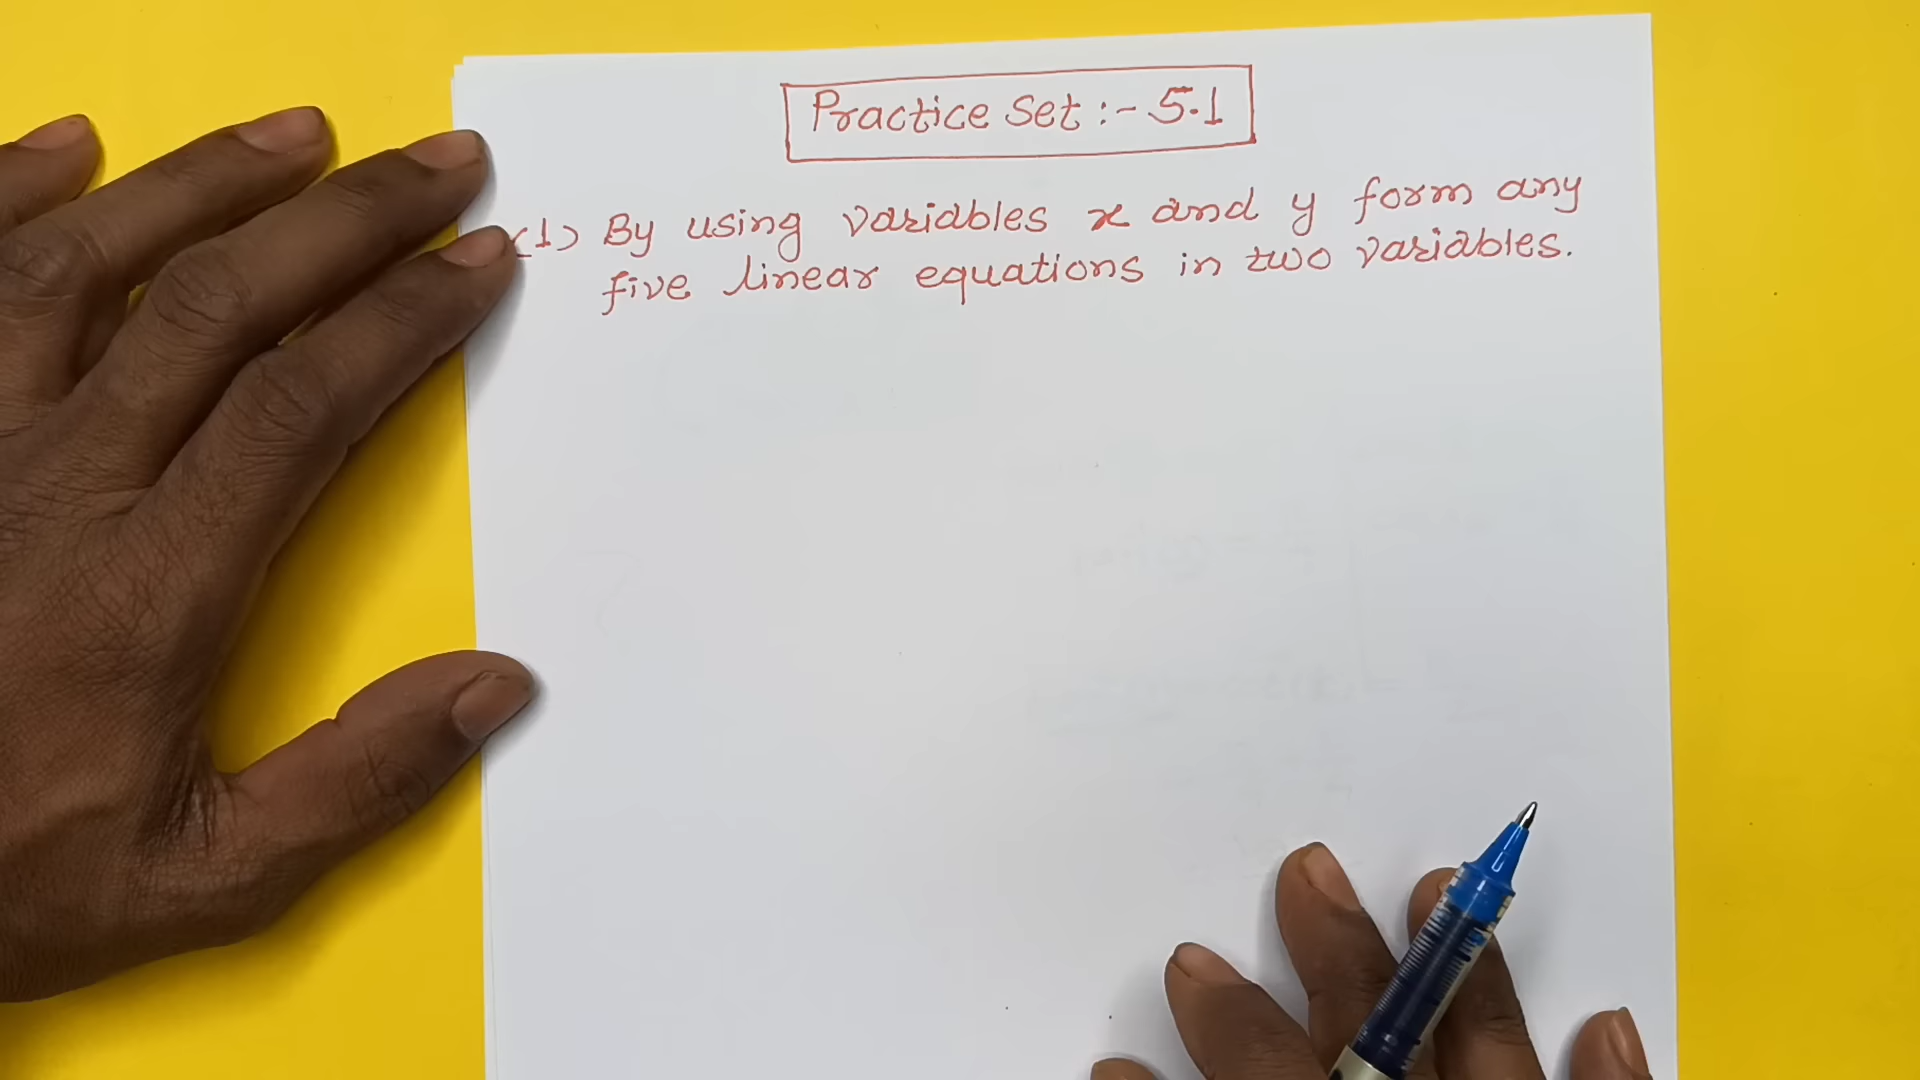 Practice Set :- 5.1
(1) By using variables x and y form any
five linear equations in two variables.